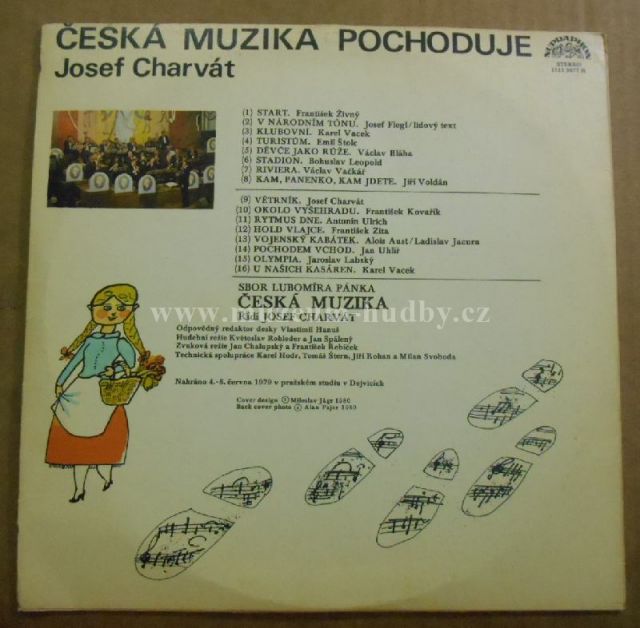 ČESKÁ MUZIKA POCHODUJE
Josef Charvát
SUPRAPHON
STEREO
(1) START. František Živný
(2) V NÁRODNÍM TÓNU. Josef Fiegl/lidový text
(3) KLUBOVNÍ. Karel Vacek
(4) TURISTŮM. Emil Štolc
(5) DĚVČE JAKO RŮŽE. Václav Bláha
(6) STADION. Bohuslav Leopold
(7) RIVIERA. Václav Vačkář
(8) KAM, PANENKO, KAM JDETE. Jiří Voldán
(9) VĚTRNÍK. Josef Charvát
(10) OKOLO VYŠEHRADU. František Kovařík
(11) RYTMUS DNE. Antonín Ulrich
(12) HOLD VLAJCE. František Zita
(13) VOJENSKÝ KABÁTEK. Alois Aust/Ladislav Jacura
(14) POCHODEM VCHOD. Jan Uhlíř
(15) OLYMPIA. Jaroslav Labský
(16) U NAŠICH KASÁREN. Karel Vacek
SBOR LUBOMÍRA PÁNKA
ČESKÁ MUZIKA
Řídí JOSEF CHARVÁT
Odpovědný redaktor desky Vlastimil Hanuš
Hudební režie Květoslav Rohleder a Jan Spálený
Zvuková režie Jan Chalupský a František Řebíček
Technická spolupráce Karel Hodr, Tomáš Štern, Jiří Rohan a Milan Svoboda
Nahráno 4.-8. června 1979 v pražském studiu v Dejvicích
Cover design © Miloslav Jágr 1980
Back cover photo © Alan Pajer 1980